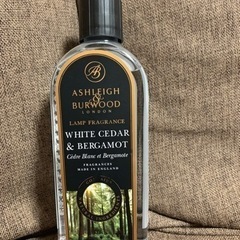 B
ASHLEIGH
&
BURWOOD
LONDON
LAMP FRAGRANCE
WHITE CEDAR
& BERGAMOT
Cèdre Blanc et Bergamote
FRAGRANCES
MADE IN ENGLAND